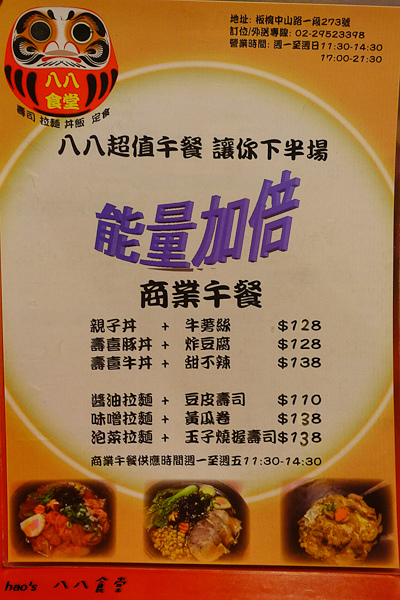 八八
食堂
壽司 拉麵 丼飯 定食
地址: 板橋中山路一段273號
訂位/外送專線: 02-29523398
營業時間: 週一至週日11:30-14:30
17:00-21:30
八八超值午餐 讓你下半場
能量加倍
商業午餐
親子丼 + 牛蒡絲 $128
壽喜豚丼 + 炸豆腐 $128
壽喜牛丼 + 甜不辣 $138
醬油拉麵 + 豆皮壽司 $110
味噌拉麵 + 黃瓜卷 $138
泡菜拉麵 + 玉子燒握壽司$138
商業午餐供應時間週一至週五11:30-14:30
hao's 八八食堂